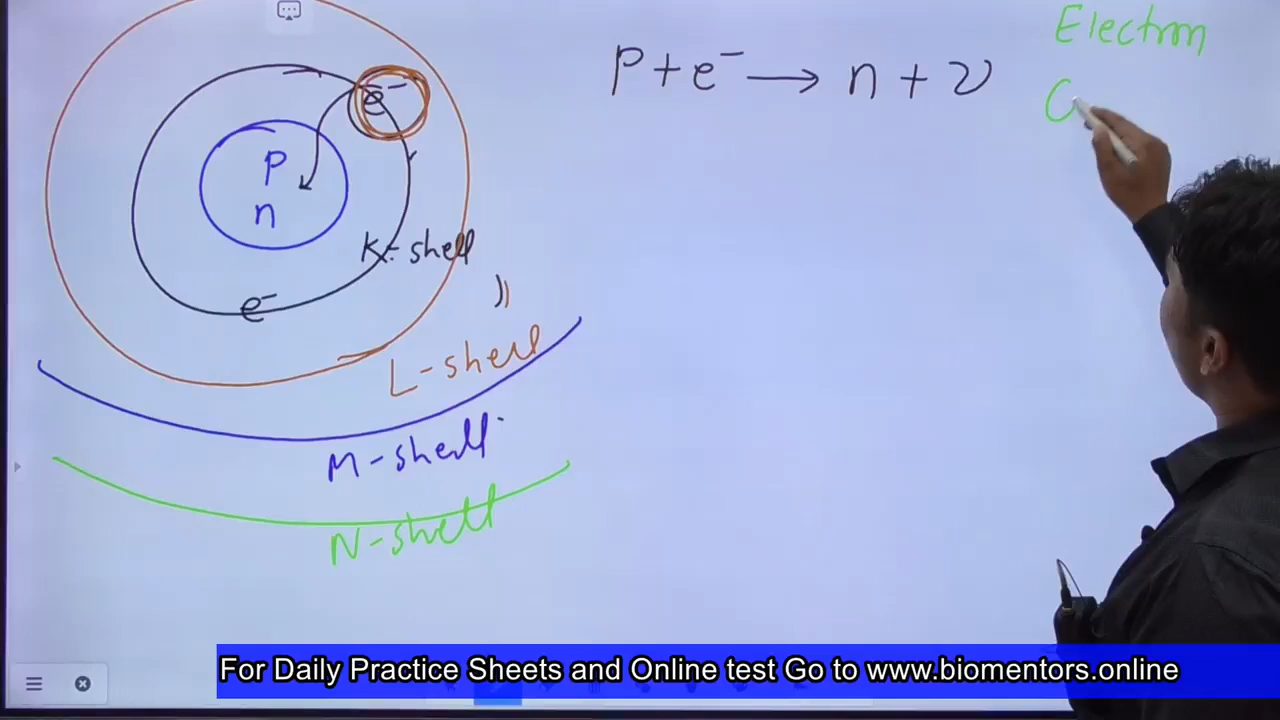 P + e⁻ → n + ν
Electron
C
e⁻
P
n
K-shell
e⁻
L-shell
M-shell
N-shell
For Daily Practice Sheets and Online test Go to www.biomentors.online